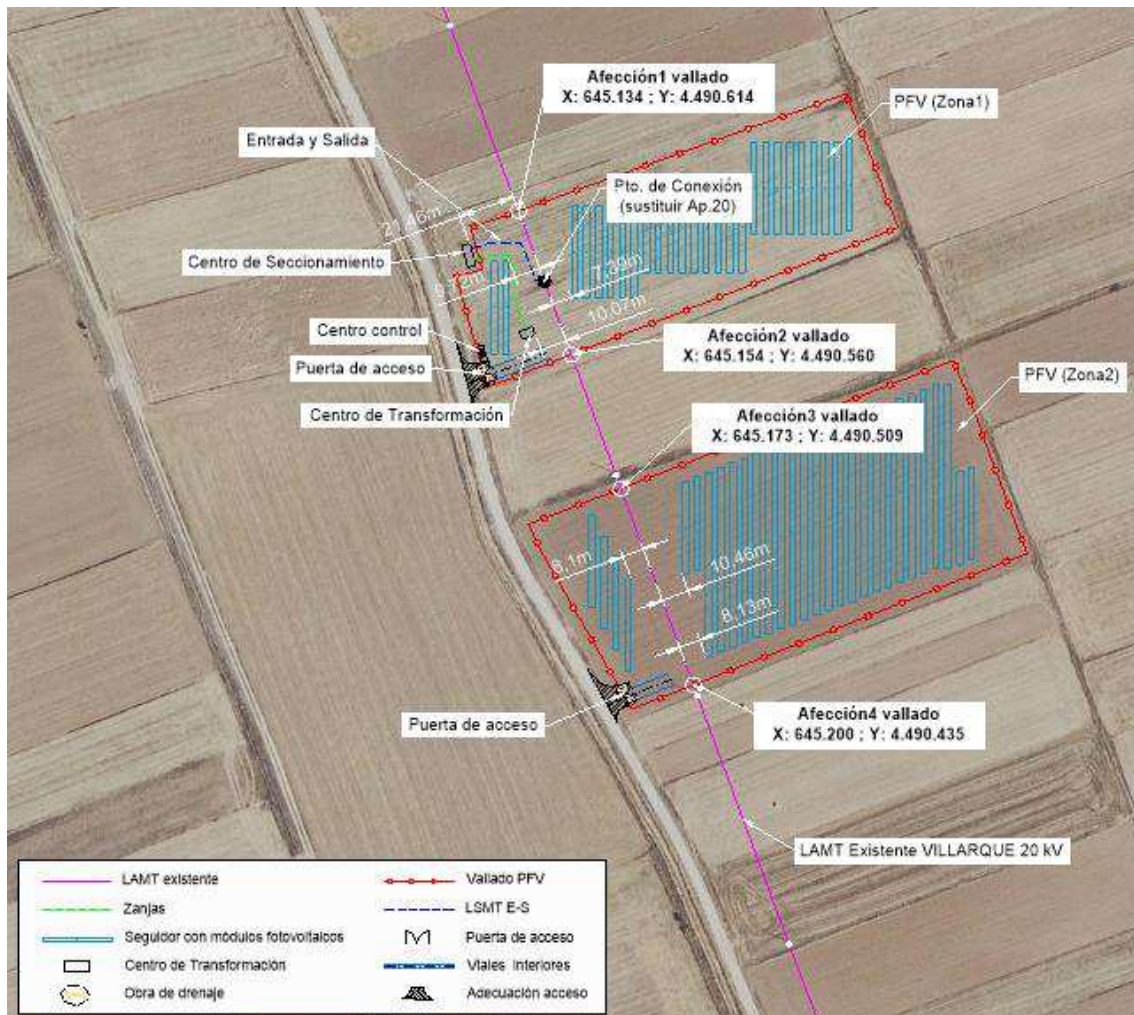 Afección1 vallado
X: 645.134 ; Y: 4.490.614
PFV (Zona1)
Entrada y Salida
Pto. de Conexión
(sustituir Ap.20)
21,46m
Centro de Seccionamiento
7,39m
10,07m
Centro control
Afección2 vallado
X: 645.154 ; Y: 4.490.560
Puerta de acceso
PFV (Zona2)
Centro de Transformación
Afección3 vallado
X: 645.173 ; Y: 4.490.509
10,46m
8,13m
Puerta de acceso
Afección4 vallado
X: 645.200 ; Y: 4.490.435
LAMT Existente VILLARQUE 20 kV
LAMT existente
Vallado PFV
Zanjas
LSMT E-S
Seguidor con módulos fotovoltaicos
Puerta de acceso
Centro de Transformación
Viales Interiores
Obra de drenaje
Adecuación acceso